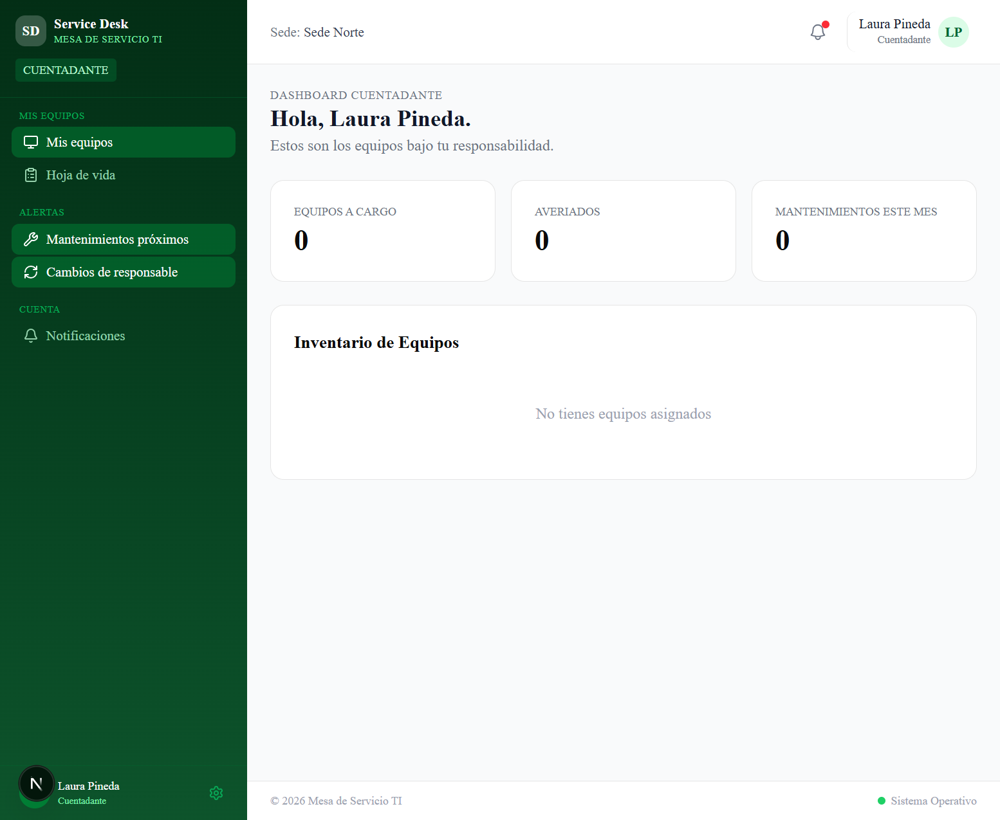 SD
Service Desk
MESA DE SERVICIO TI
CUENTADANTE
MIS EQUIPOS
Mis equipos
Hoja de vida
ALERTAS
Mantenimientos próximos
Cambios de responsable
CUENTA
Notificaciones
N
Laura Pineda
Cuentadante
Sede: Sede Norte
Laura Pineda
Cuentadante
LP
DASHBOARD CUENTADANTE
Hola, Laura Pineda.
Estos son los equipos bajo tu responsabilidad.
EQUIPOS A CARGO
0
AVERIADOS
0
MANTENIMIENTOS ESTE MES
0
Inventario de Equipos
No tienes equipos asignados
© 2026 Mesa de Servicio TI
Sistema Operativo